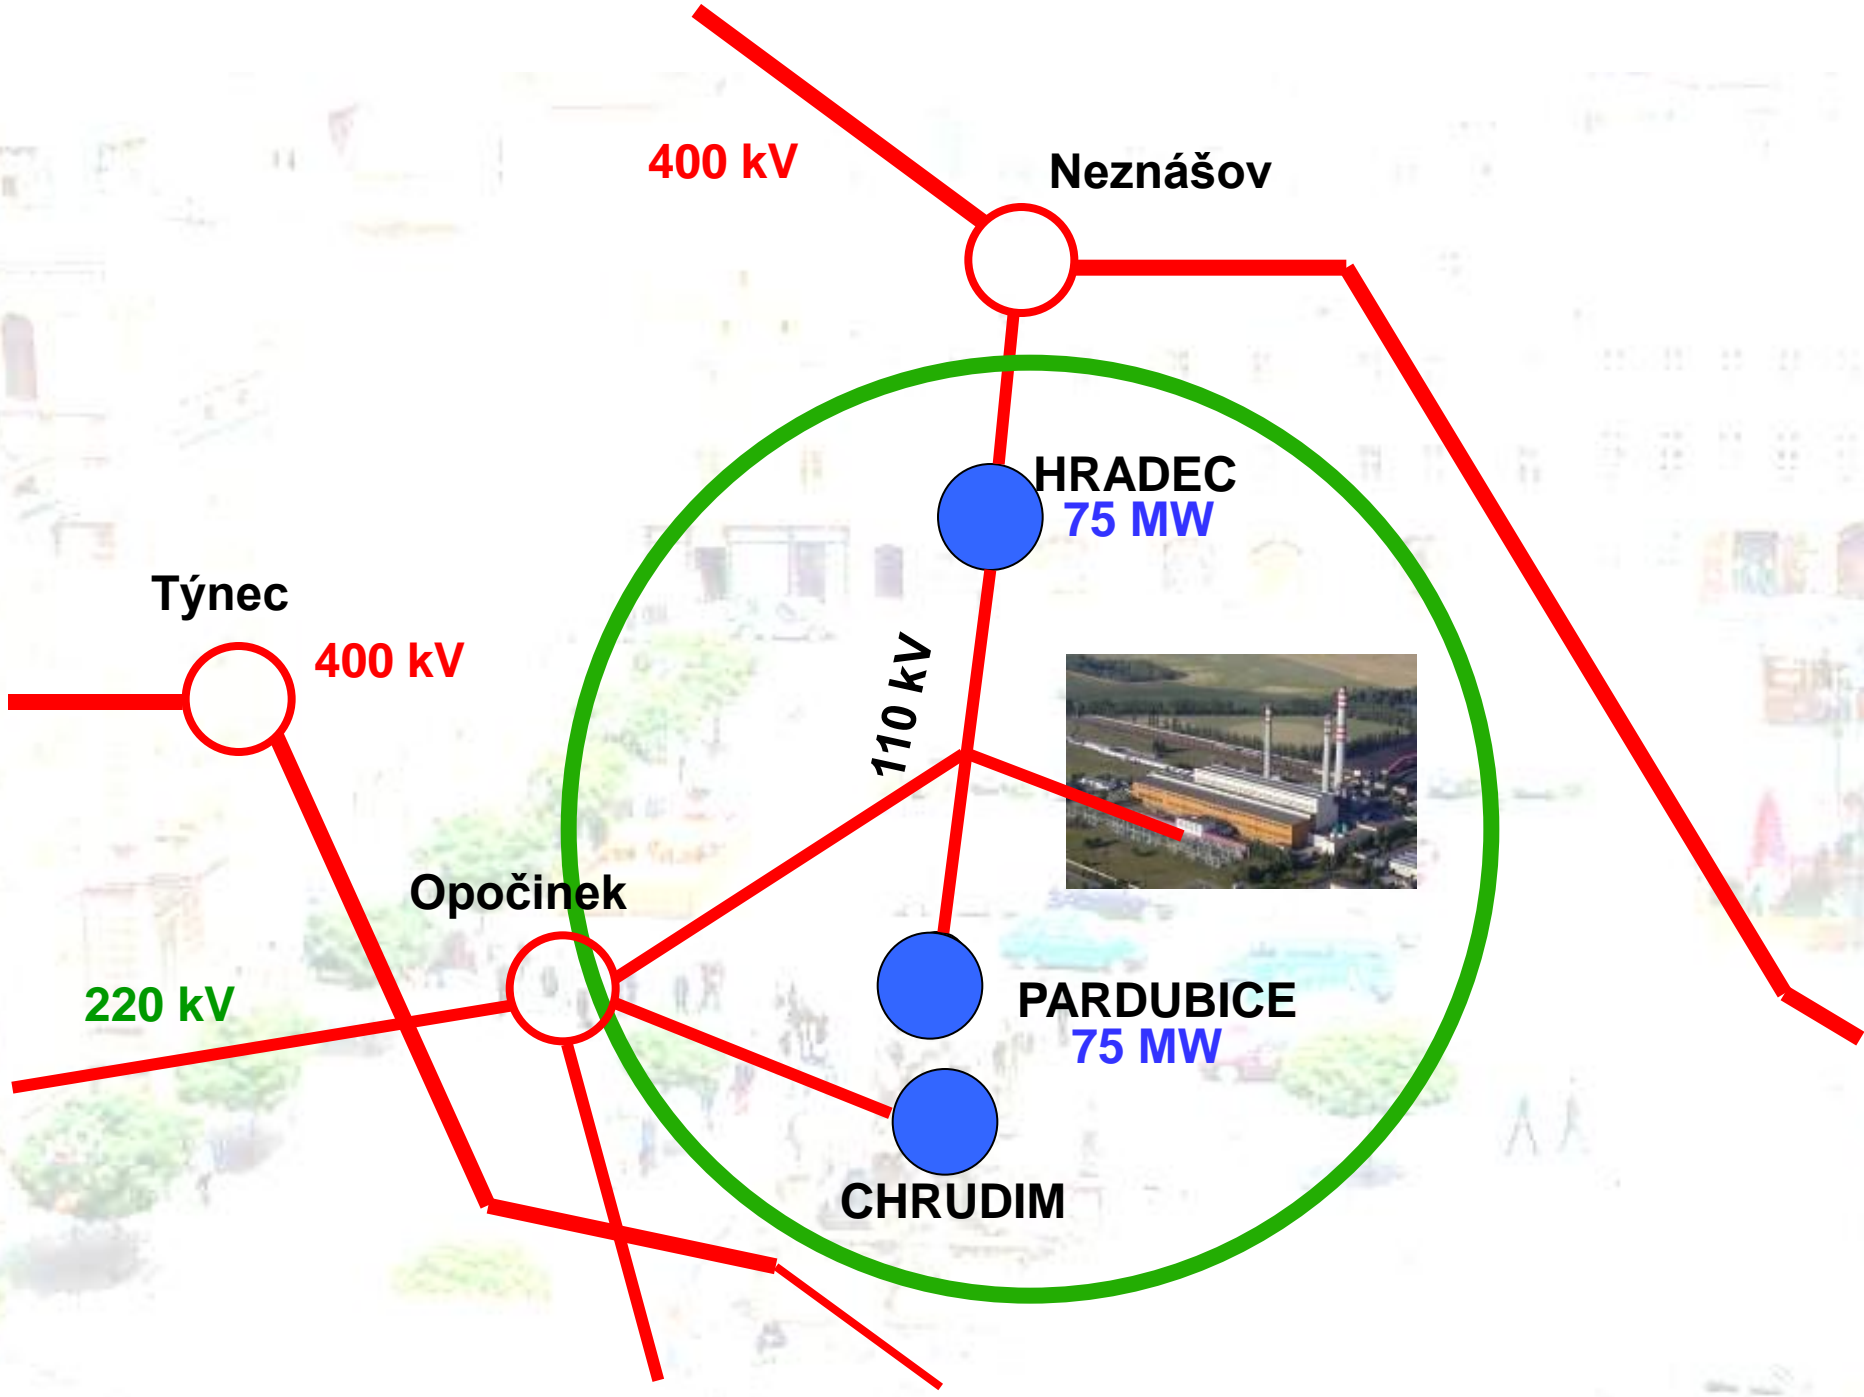 400 kV
Neznášov
HRADEC
75 MW
Týnec
400 kV
110 kV
Opočinek
220 kV
PARDUBICE
75 MW
CHRUDIM